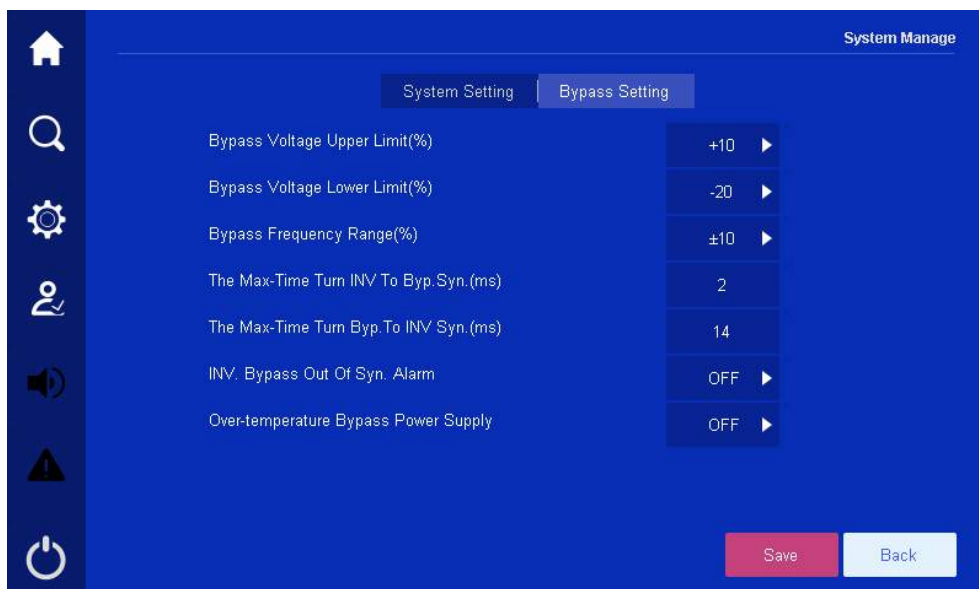 System Manage
System Setting | Bypass Setting
Bypass Voltage Upper Limit(%) +10
Bypass Voltage Lower Limit(%) -20
Bypass Frequency Range(%) ±10
The Max-Time Turn INV To Byp.Syn.(ms) 2
The Max-Time Turn Byp.To INV Syn.(ms) 14
INV. Bypass Out Of Syn. Alarm OFF
Over-temperature Bypass Power Supply OFF
Save Back